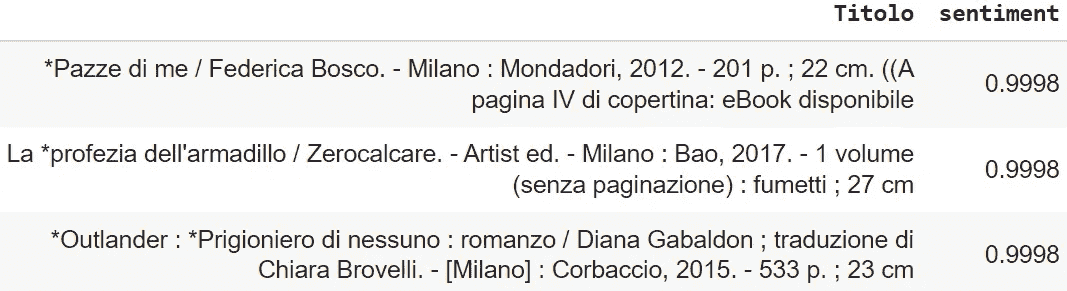 Titolo sentiment
*Pazze di me / Federica Bosco. - Milano : Mondadori, 2012. - 201 p. ; 22 cm. ((A
pagina IV di copertina: eBook disponibile
0.9998
La *profezia dell'armadillo / Zerocalcare. - Artist ed. - Milano : Bao, 2017. - 1 volume
(senza paginazione) : fumetti ; 27 cm
0.9998
*Outlander : *Prigioniero di nessuno : romanzo / Diana Gabaldon ; traduzione di
Chiara Brovelli. - [Milano] : Corbaccio, 2015. - 533 p. ; 23 cm
0.9998